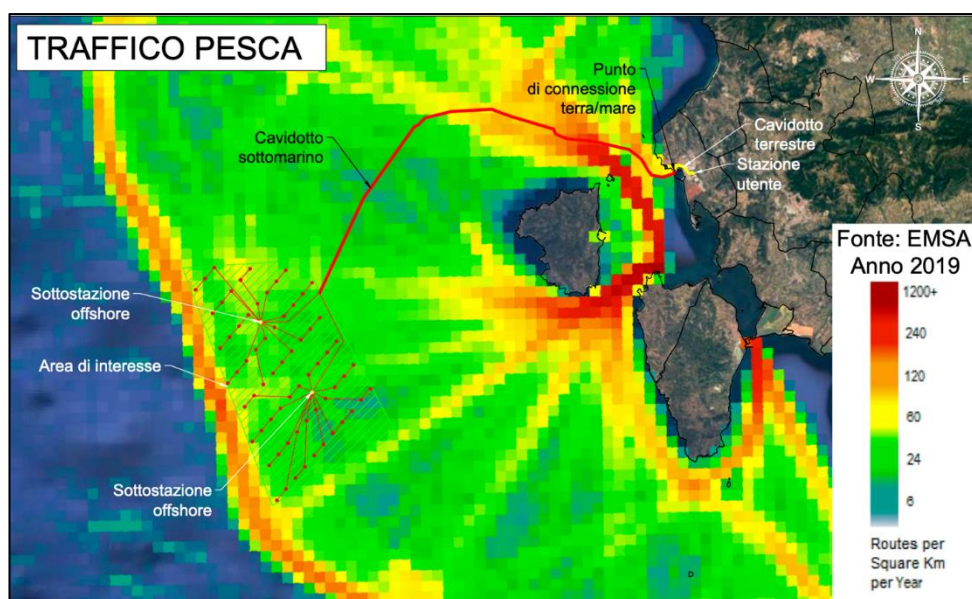 TRAFFICO PESCA
N
W
E
S
Punto
di connessione
terra/mare
Cavidotto
terrestre
Stazione
utente
Cavidotto
sottomarino
Sottostazione
offshore
Area di interesse
Sottostazione
offshore
Fonte: EMSA
Anno 2019
1200+
240
120
60
24
6
Routes per
Square Km
per Year